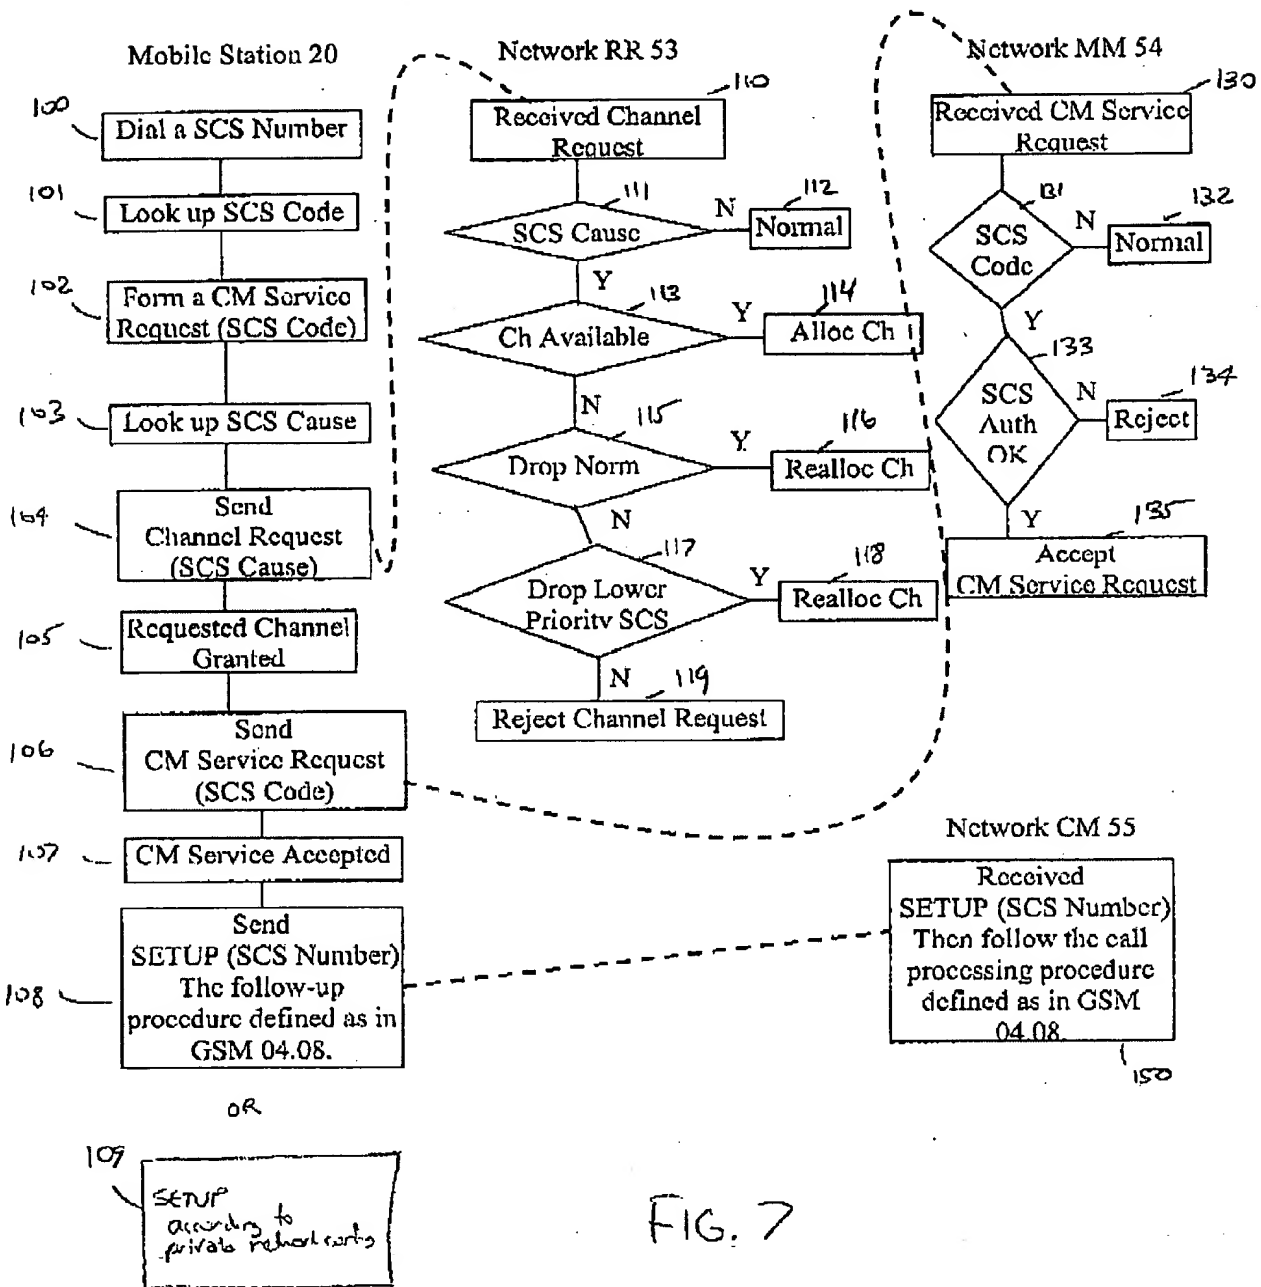 Mobile Station 20
100
Dial a SCS Number
101
Look up SCS Code
102
Form a CM Service
Request (SCS Code)
103
Look up SCS Cause
104
Send
Channel Request
(SCS Cause)
105
Requested Channel
Granted
106
Send
CM Service Request
(SCS Code)
107
CM Service Accepted
108
Send
SETUP (SCS Number)
The follow-up
procedure defined as in
GSM 04.08.
OR
109
SETUP
according to
private network
Network RR 53
110
Received Channel
Request
111
SCS Cause
N
112
Normal
Y
113
Ch Available
Y
114
Alloc Ch
N
115
Drop Norm
Y
116
Realloc Ch
N
117
Drop Lower
Priority SCS
Y
118
Realloc Ch
N
119
Reject Channel Request
Network MM 54
130
Received CM Service
Request
131
SCS
Code
N
132
Normal
Y
133
SCS
Auth
OK
N
134
Reject
Y
135
Accept
CM Service Request
Network CM 55
Received
SETUP (SCS Number)
Then follow the call
processing procedure
defined as in GSM
04.08.
150
FIG. 7